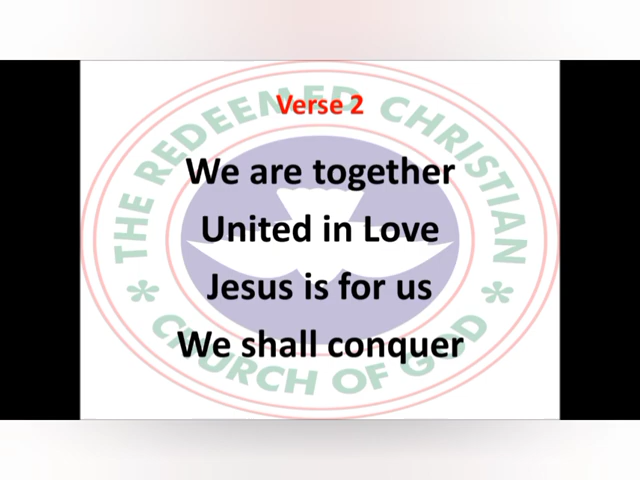 Verse 2
We are together
United in Love
Jesus is for us
We shall conquer
THE REDEEMED CHRISTIAN
* CHURCH OF GOD *